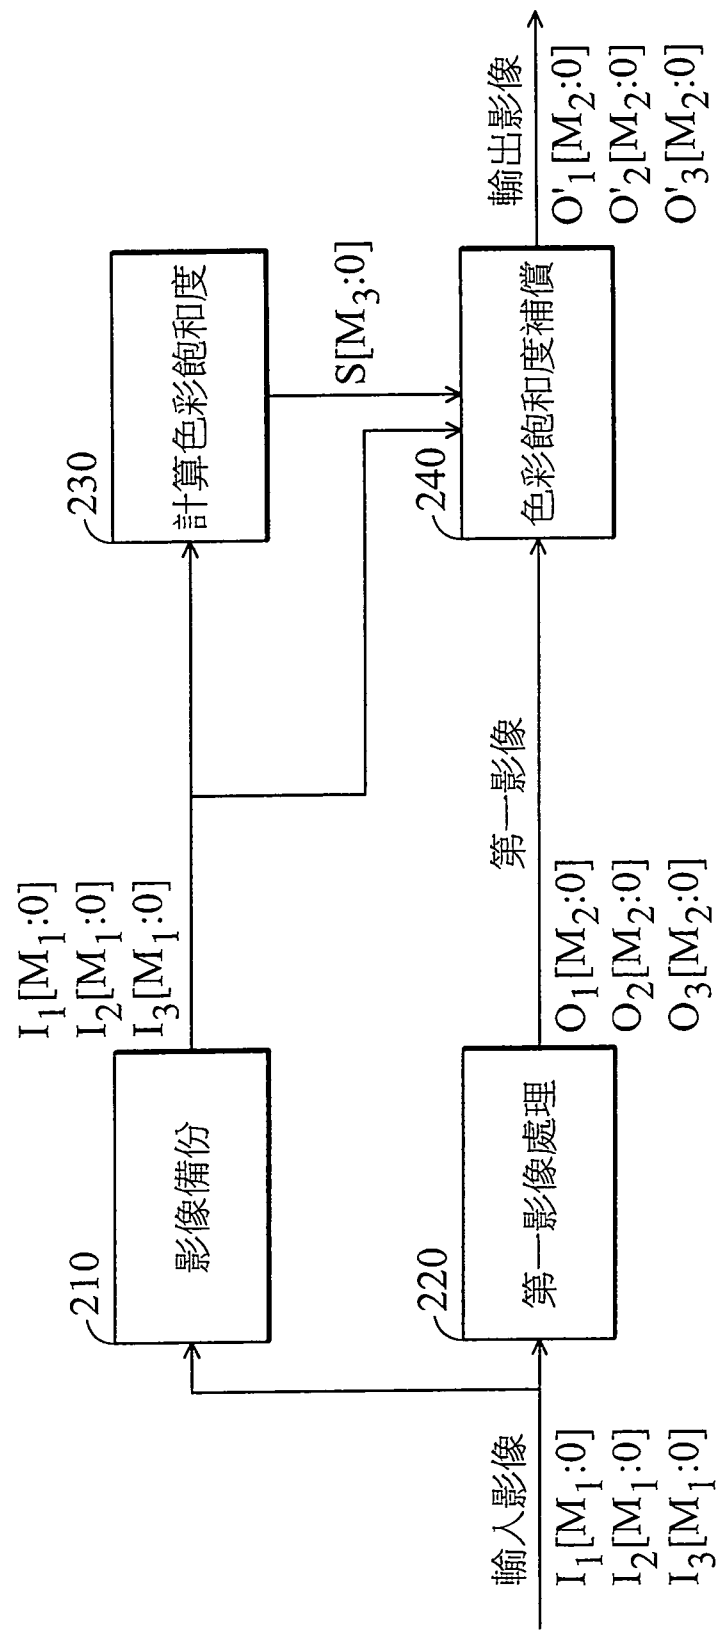 輸入影像
I₁[M₁:0]
I₂[M₁:0]
I₃[M₁:0]
210
影像備份
I₁[M₁:0]
I₂[M₁:0]
I₃[M₁:0]
220
第一影像處理
第一影像
O₁[M₂:0]
O₂[M₂:0]
O₃[M₂:0]
230
計算色彩飽和度
S[M₃:0]
240
色彩飽和度補償
輸出影像
O'₁[M₂:0]
O'₂[M₂:0]
O'₃[M₂:0]